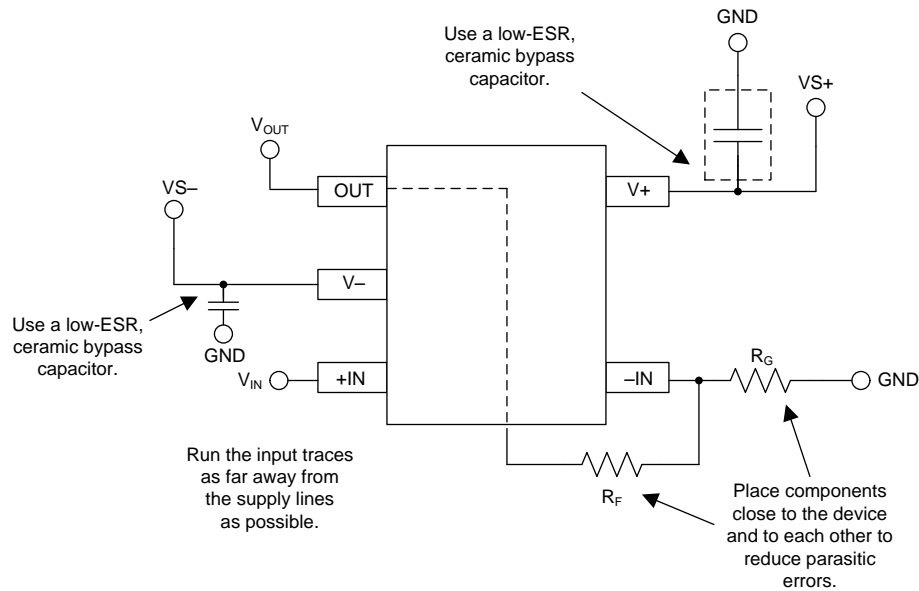 GND
Use a low-ESR,
ceramic bypass
capacitor.
VS+
VOUT
VS–
OUT
V+
V–
Use a low-ESR,
ceramic bypass
capacitor.
GND
VIN
+IN
–IN
RG
GND
Run the input traces
as far away from
the supply lines
as possible.
RF
Place components
close to the device
and to each other to
reduce parasitic
errors.